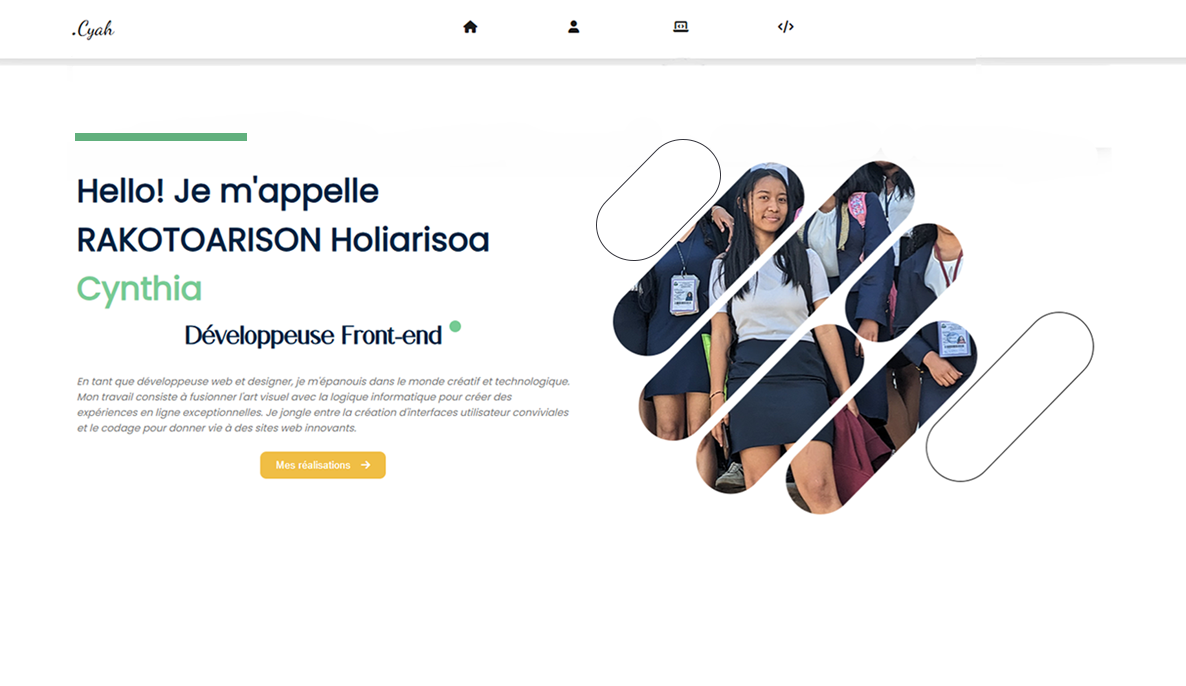 .Cyah
Hello! Je m'appelle
RAKOTOARISON Holiarisoa
Cynthia
Développeuse Front-end
En tant que développeuse web et designer, je m'épanouis dans le monde créatif et technologique.
Mon travail consiste à fusionner l'art visuel avec la logique informatique pour créer des
expériences en ligne exceptionnelles. Je jongle entre la création d'interfaces utilisateur conviviales
et le codage pour donner vie à des sites web innovants.
Mes réalisations